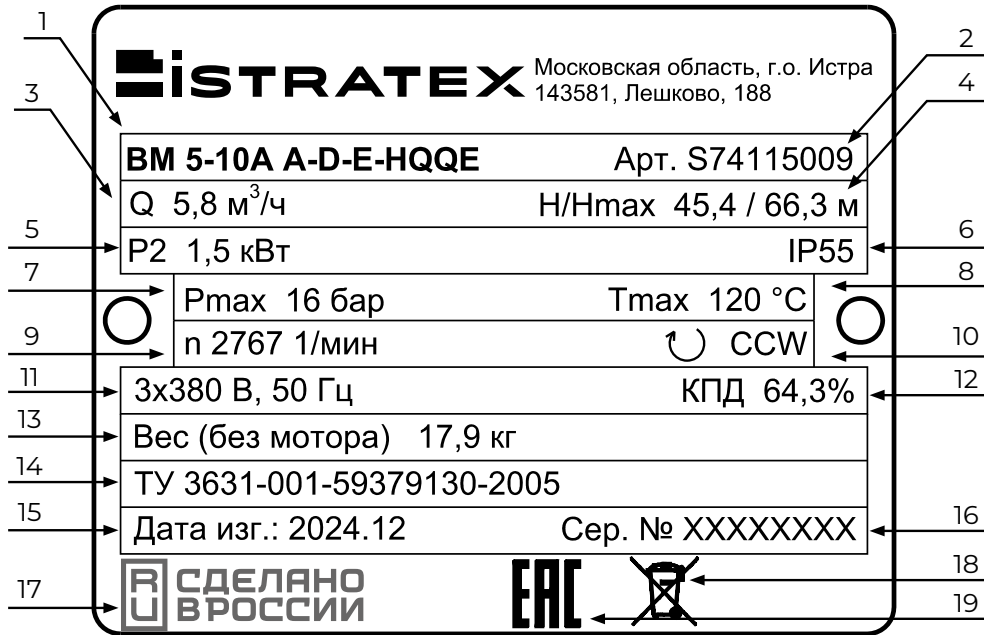 1
2
3
4
ISTRATEX
Московская область, г.о. Истра
143581, Лешково, 188
ВМ 5-10А A-D-E-HQQE Арт. S74115009
Q 5,8 м³/ч H/Hmax 45,4 / 66,3 м
5
6
P2 1,5 кВт IP55
7
8
Pmax 16 бар Tmax 120 °C
9
10
n 2767 1/мин CCW
11
12
3x380 В, 50 Гц КПД 64,3%
13
Вес (без мотора) 17,9 кг
14
ТУ 3631-001-59379130-2005
15
16
Дата изг.: 2024.12 Сер. № XXXXXXXX
17
18
19
RU СДЕЛАНО
В РОССИИ
EAC